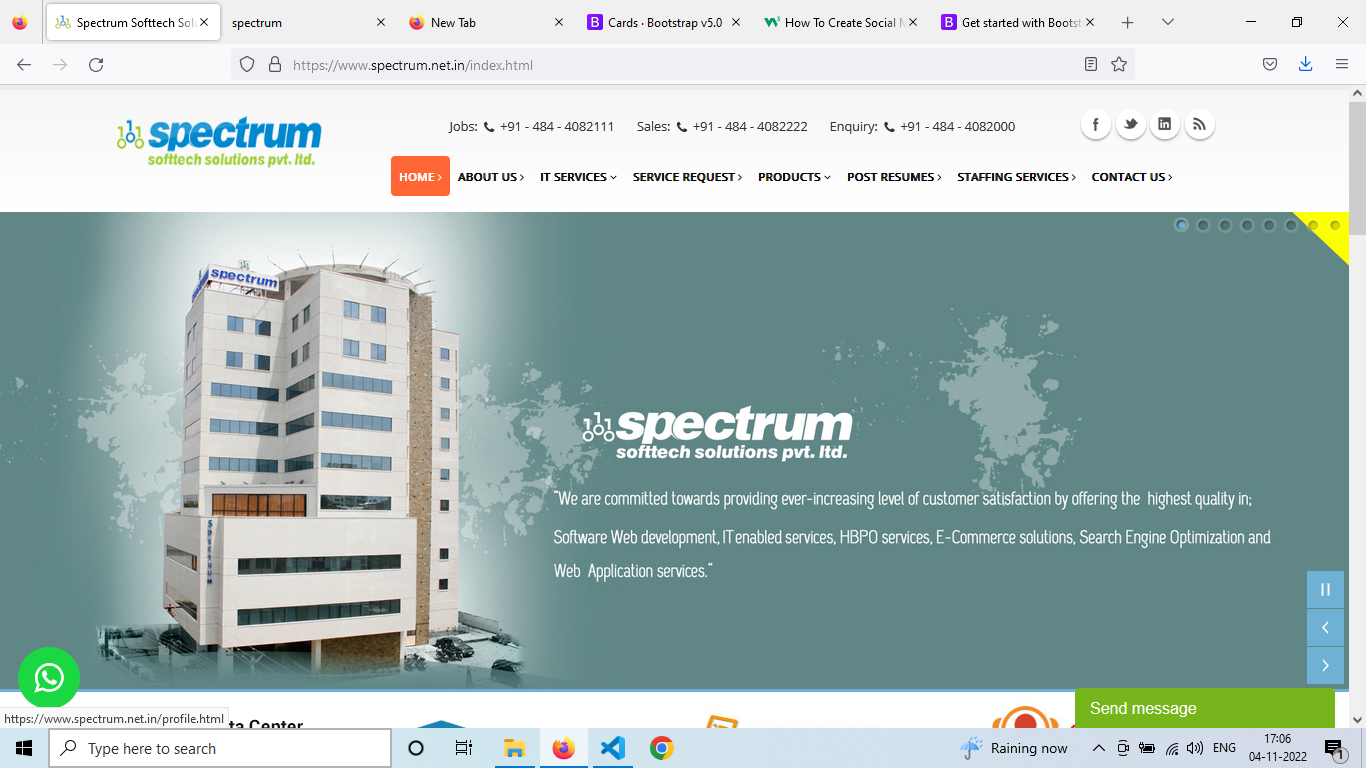 Spectrum Softtech Sol
spectrum
New Tab
Cards · Bootstrap v5.0
How To Create Social M
Get started with Bootst
https://www.spectrum.net.in/index.html
spectrum
softtech solutions pvt. ltd.
Jobs: +91 - 484 - 4082111 Sales: +91 - 484 - 4082222 Enquiry: +91 - 484 - 4082000
HOME ABOUT US IT SERVICES SERVICE REQUEST PRODUCTS POST RESUMES STAFFING SERVICES CONTACT US
spectrum
SPECTRUM
spectrum
softtech solutions pvt. ltd.
"We are committed towards providing ever-increasing level of customer satisfaction by offering the highest quality in;
Software Web development, IT enabled services, HBPO services, E-Commerce solutions, Search Engine Optimization and
Web Application services."
Send message
https://www.spectrum.net.in/profile.html
ta Center
Type here to search
Raining now
ENG
17:06
04-11-2022
1